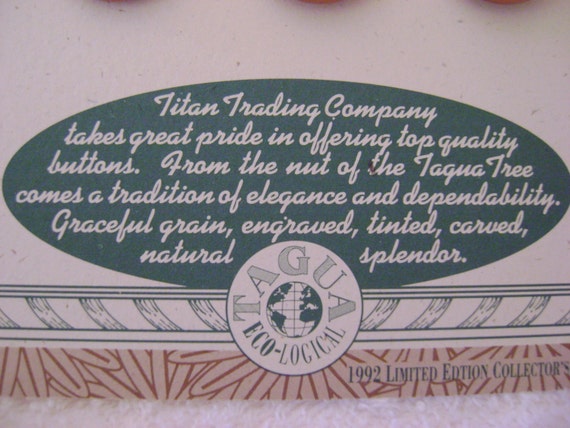 Titan Trading Company
takes great pride in offering top quality
buttons. From the nut of the Tagua Tree
comes a tradition of elegance and dependability.
Graceful grain, engraved, tinted, carved,
natural splendor.
TAGUA
ECO-LOGICAL
1992 LIMITED EDTION COLLECTOR'S